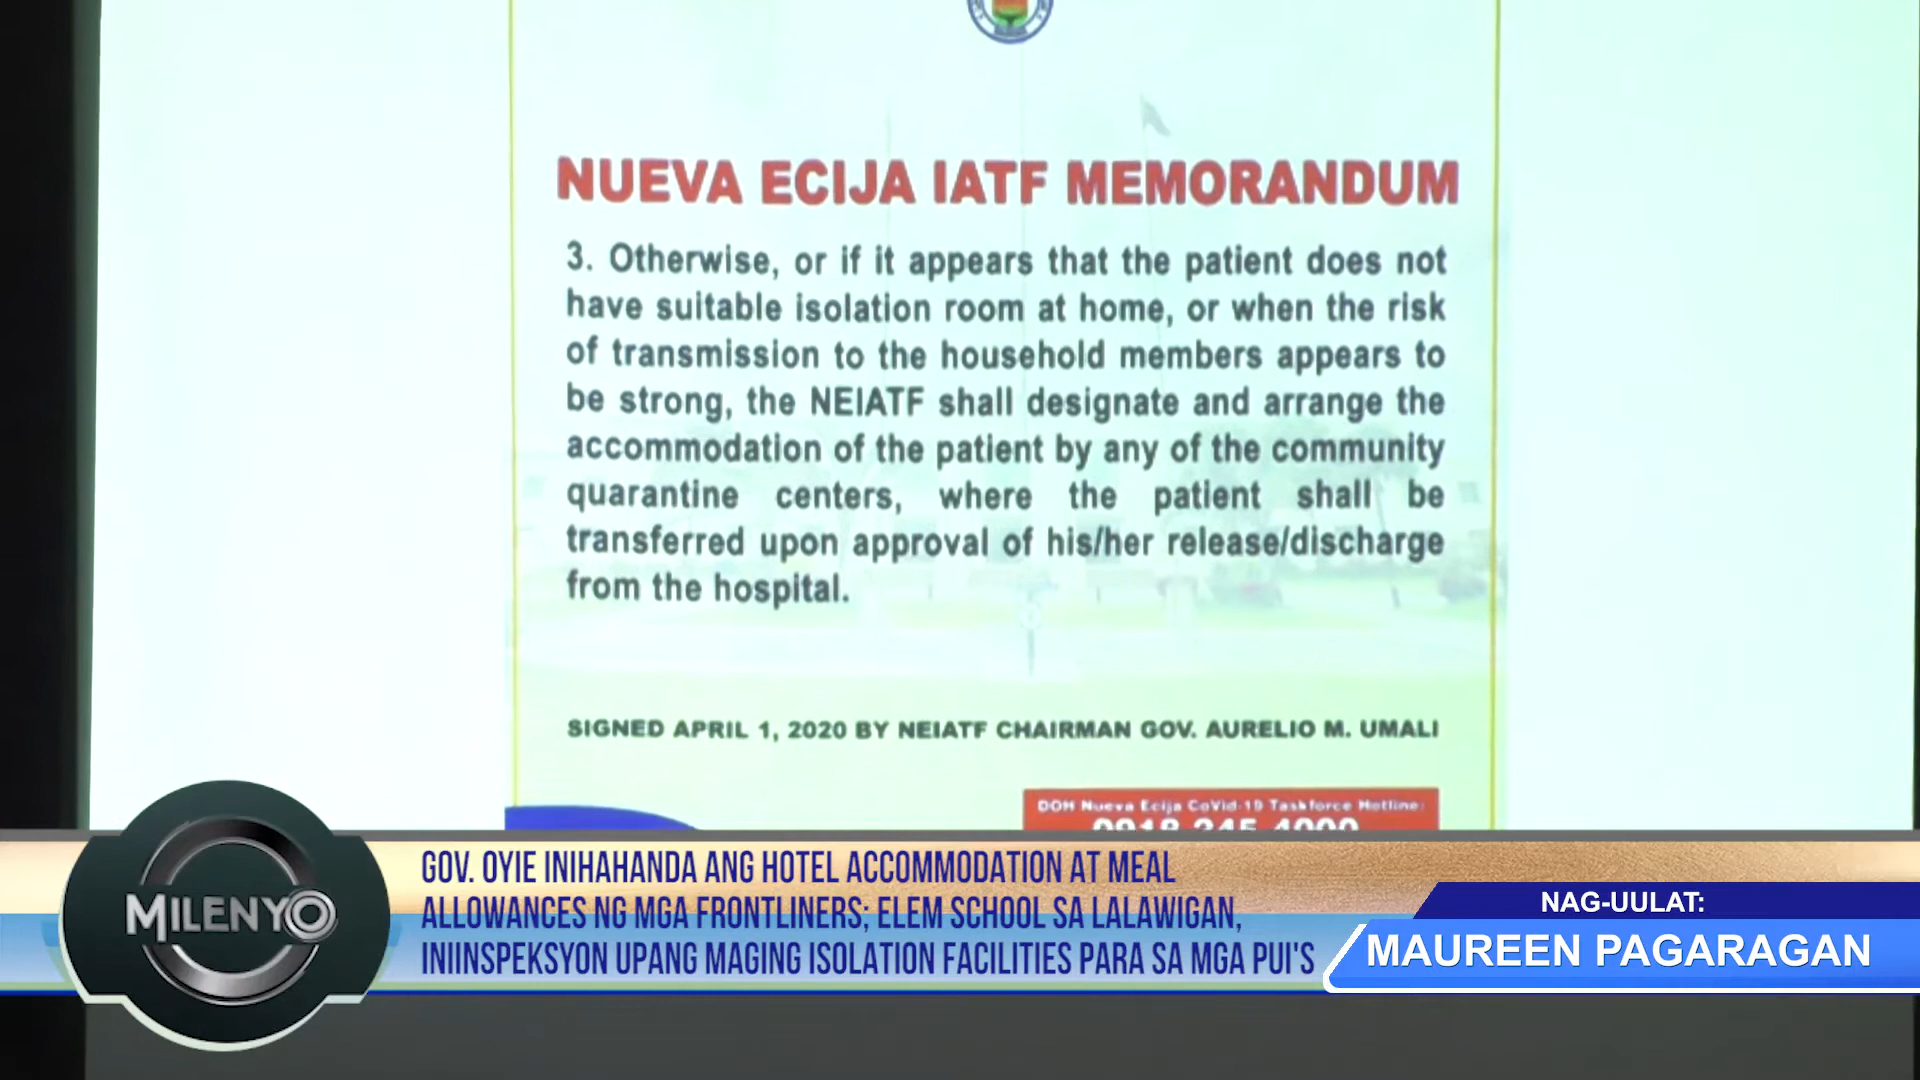 NUEVA ECIJA IATF MEMORANDUM
3. Otherwise, or if it appears that the patient does not
have suitable isolation room at home, or when the risk
of transmission to the household members appears to
be strong, the NEIATF shall designate and arrange the
accommodation of the patient by any of the community
quarantine centers, where the patient shall be
transferred upon approval of his/her release/discharge
from the hospital.
SIGNED APRIL 1, 2020 BY NEIATF CHAIRMAN GOV. AURELIO M. UMALI
DOH Nueva Ecija CoVid-19 Taskforce Hotline:
MILENYO
GOV. OYIE INIHAHANDA ANG HOTEL ACCOMMODATION AT MEAL
ALLOWANCES NG MGA FRONTLINERS; ELEM SCHOOL SA LALAWIGAN,
INIINSPEKSYON UPANG MAGING ISOLATION FACILITIES PARA SA MGA PUI'S
NAG-UULAT:
MAUREEN PAGARAGAN